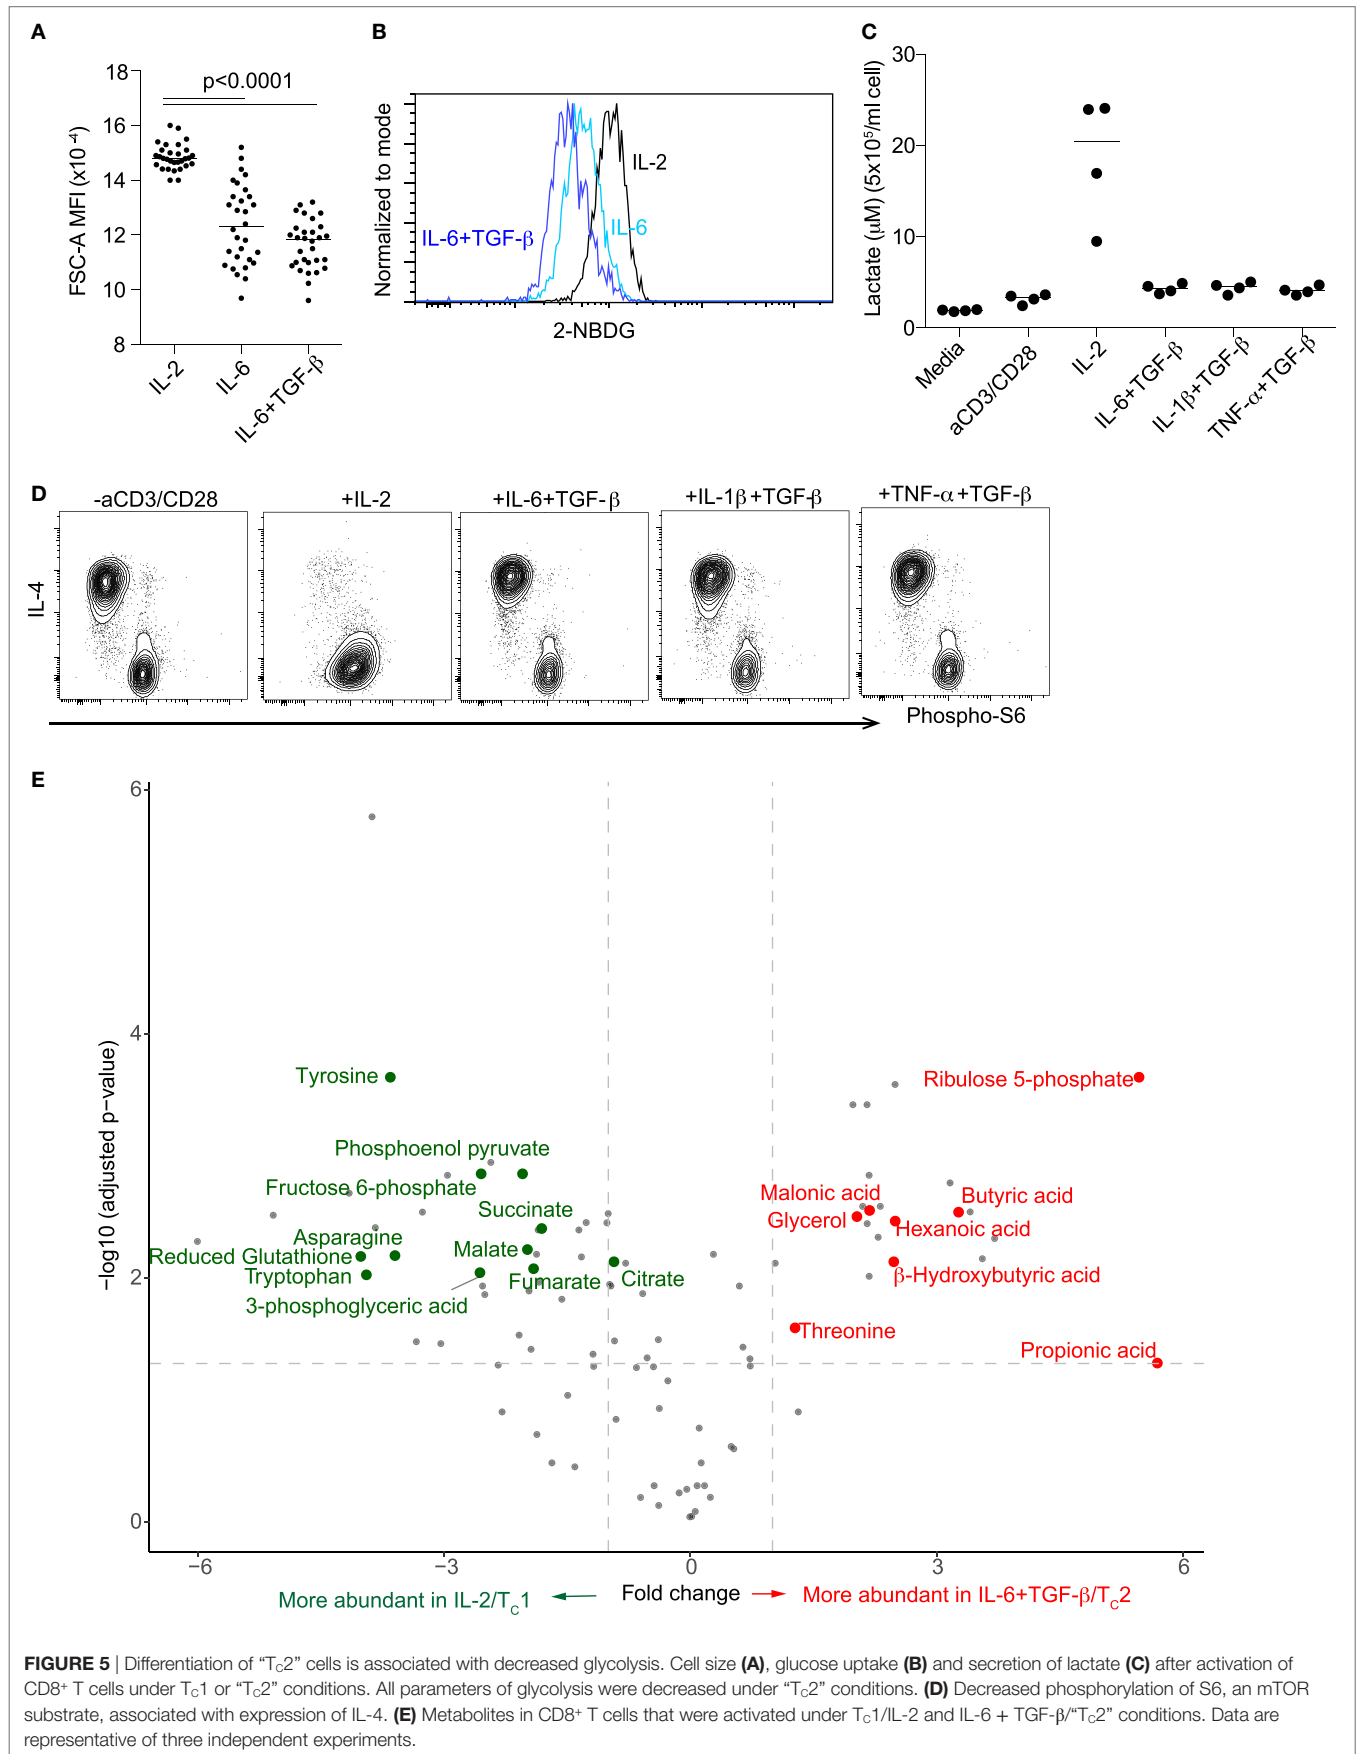 A
18
16
14
12
10
8
FSC-A MFI (x10 -4)
p<0.0001
IL-2
IL-6
IL-6+TGF-β
B
Normalized to mode
IL-2
IL-6
IL-6+TGF-β
2-NBDG
C
30
20
10
0
Lactate (μM) (5x10⁵/ml cell)
Media
aCD3/CD28
IL-2
IL-6+TGF-β
IL-1β+TGF-β
TNF-α+TGF-β
D
-aCD3/CD28
+IL-2
+IL-6+TGF-β
+IL-1β+TGF-β
+TNF-α+TGF-β
IL-4
Phospho-S6
E
6
4
2
0
−log10 (adjusted p−value)
Tyrosine
Ribulose 5-phosphate
Phosphoenol pyruvate
Fructose 6-phosphate
Malonic acid
Butyric acid
Succinate
Glycerol
Hexanoic acid
Asparagine
Reduced Glutathione
Malate
Tryptophan
Fumarate
Citrate
β-Hydroxybutyric acid
3-phosphoglyceric acid
Threonine
Propionic acid
−6
−3
0
3
6
More abundant in IL-2/T_C1
Fold change
More abundant in IL-6+TGF-β/T_C2
FIGURE 5 | Differentiation of “T_C2” cells is associated with decreased glycolysis. Cell size (A), glucose uptake (B) and secretion of lactate (C) after activation of
CD8⁺ T cells under T_C1 or “T_C2” conditions. All parameters of glycolysis were decreased under “T_C2” conditions. (D) Decreased phosphorylation of S6, an mTOR
substrate, associated with expression of IL-4. (E) Metabolites in CD8⁺ T cells that were activated under T_C1/IL-2 and IL-6 + TGF-β/“T_C2” conditions. Data are
representative of three independent experiments.